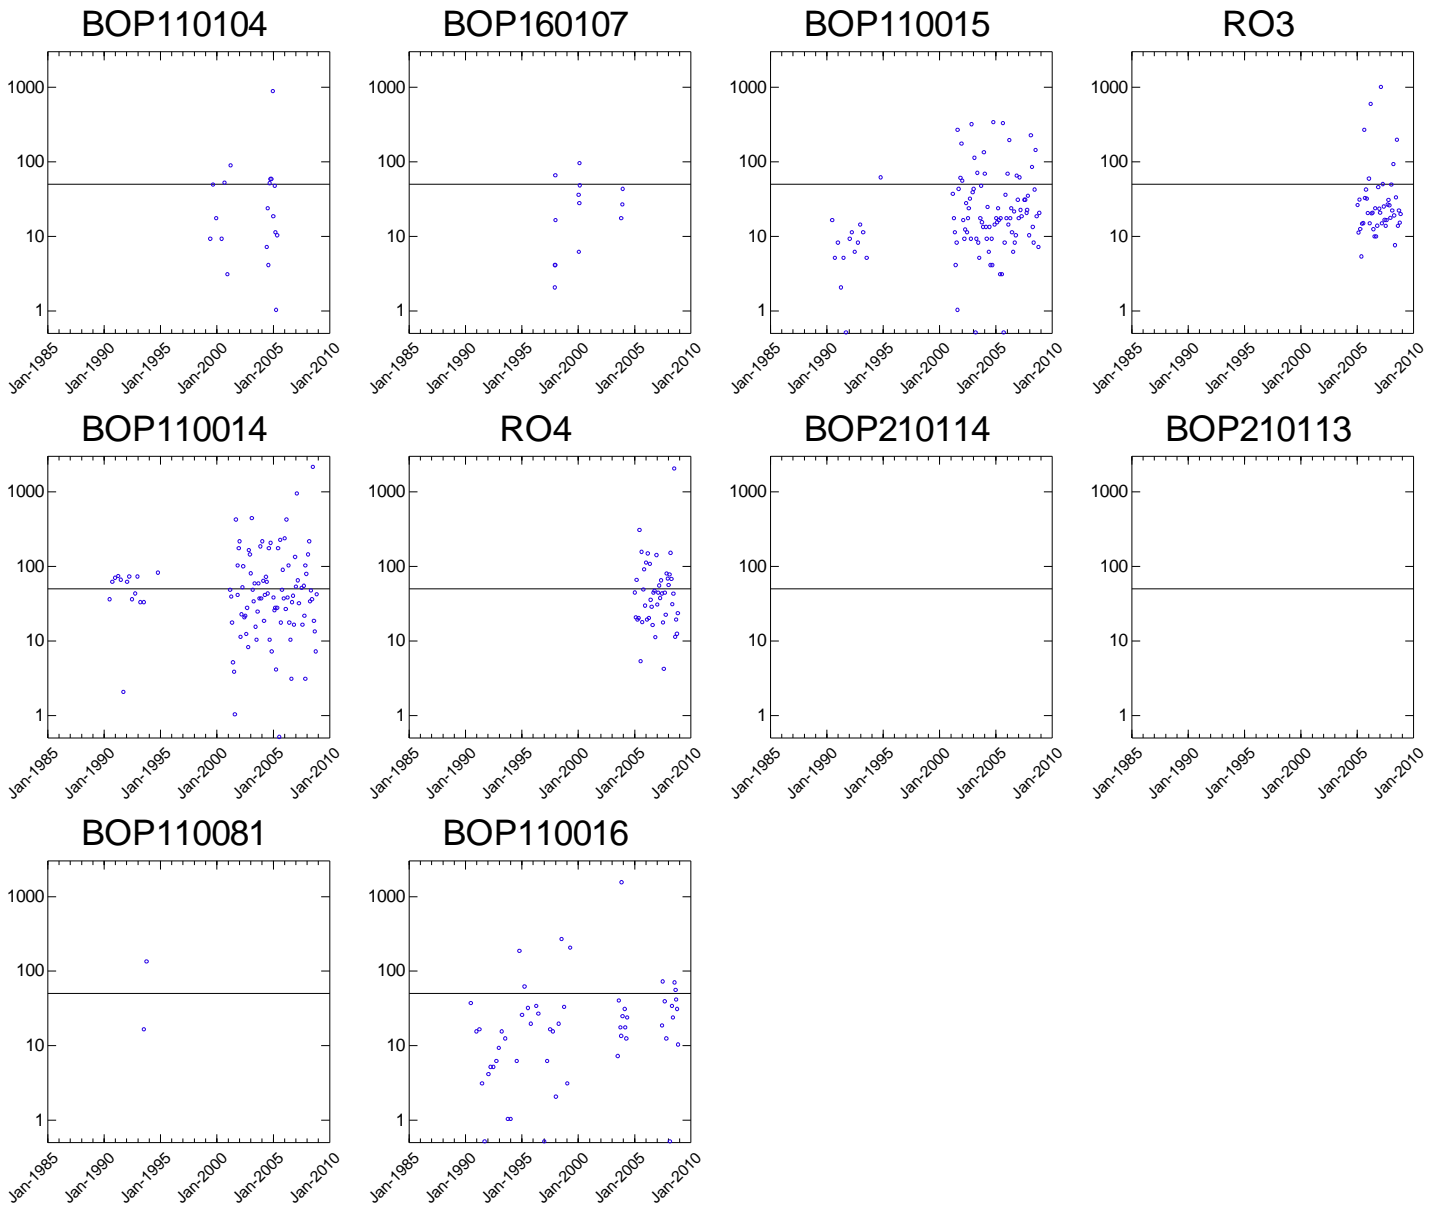 BOP110104 BOP160107 BOP110015 RO3
1000 1000 1000 1000
100 100 100 100
10 10 10 10
1 1 1 1
Jan-1985 Jan-1990 Jan-1995 Jan-2000 Jan-2005 Jan-2010 Jan-1985 Jan-1990 Jan-1995 Jan-2000 Jan-2005 Jan-2010 Jan-1985 Jan-1990 Jan-1995 Jan-2000 Jan-2005 Jan-2010 Jan-1985 Jan-1990 Jan-1995 Jan-2000 Jan-2005 Jan-2010
BOP110014 RO4 BOP210114 BOP210113
1000 1000 1000 1000
100 100 100 100
10 10 10 10
1 1 1 1
Jan-1985 Jan-1990 Jan-1995 Jan-2000 Jan-2005 Jan-2010 Jan-1985 Jan-1990 Jan-1995 Jan-2000 Jan-2005 Jan-2010 Jan-1985 Jan-1990 Jan-1995 Jan-2000 Jan-2005 Jan-2010 Jan-1985 Jan-1990 Jan-1995 Jan-2000 Jan-2005 Jan-2010
BOP110081 BOP110016
1000 1000
100 100
10 10
1 1
Jan-1985 Jan-1990 Jan-1995 Jan-2000 Jan-2005 Jan-2010 Jan-1985 Jan-1990 Jan-1995 Jan-2000 Jan-2005 Jan-2010